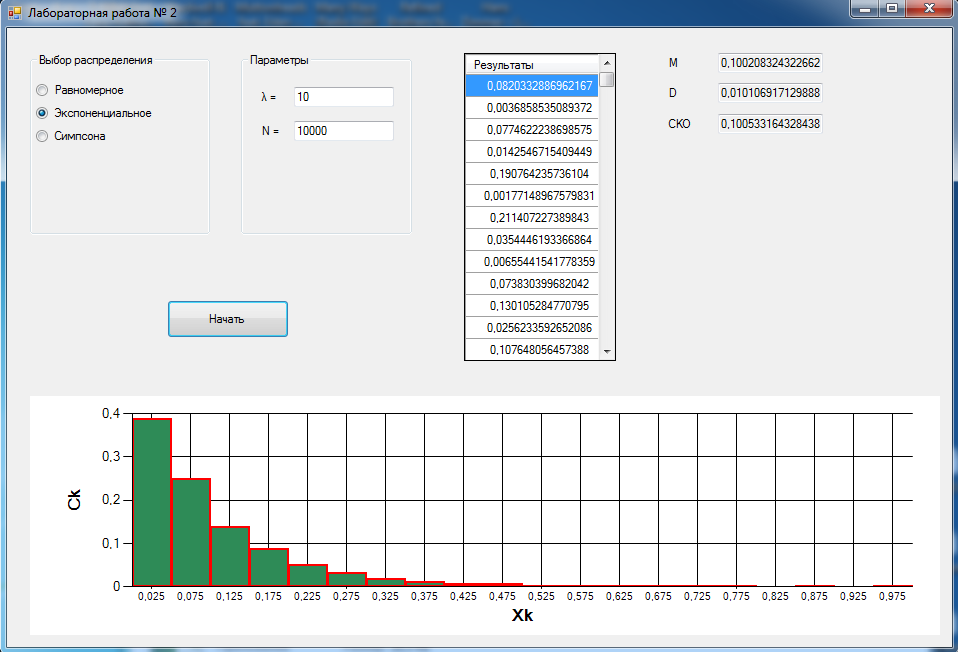 Лабораторная работа № 2
Выбор распределения
Равномерное
Экспоненциальное
Симпсона
Параметры
λ = 10
N = 10000
Начать
Результаты
0,0820332886962167
0,0036858535089372
0,0774622238698575
0,0142546715409449
0,190764235736104
0,00177148967579831
0,211407227389843
0,0354446193366864
0,00655441541778359
0,073830399682042
0,130105284770795
0,0256233592652086
0,107648056457388
M 0,100208324322662
D 0,010106917129888
СКО 0,100533164328438
Ck
0,4
0,3
0,2
0,1
0
0,025 0,075 0,125 0,175 0,225 0,275 0,325 0,375 0,425 0,475 0,525 0,575 0,625 0,675 0,725 0,775 0,825 0,875 0,925 0,975
Xk